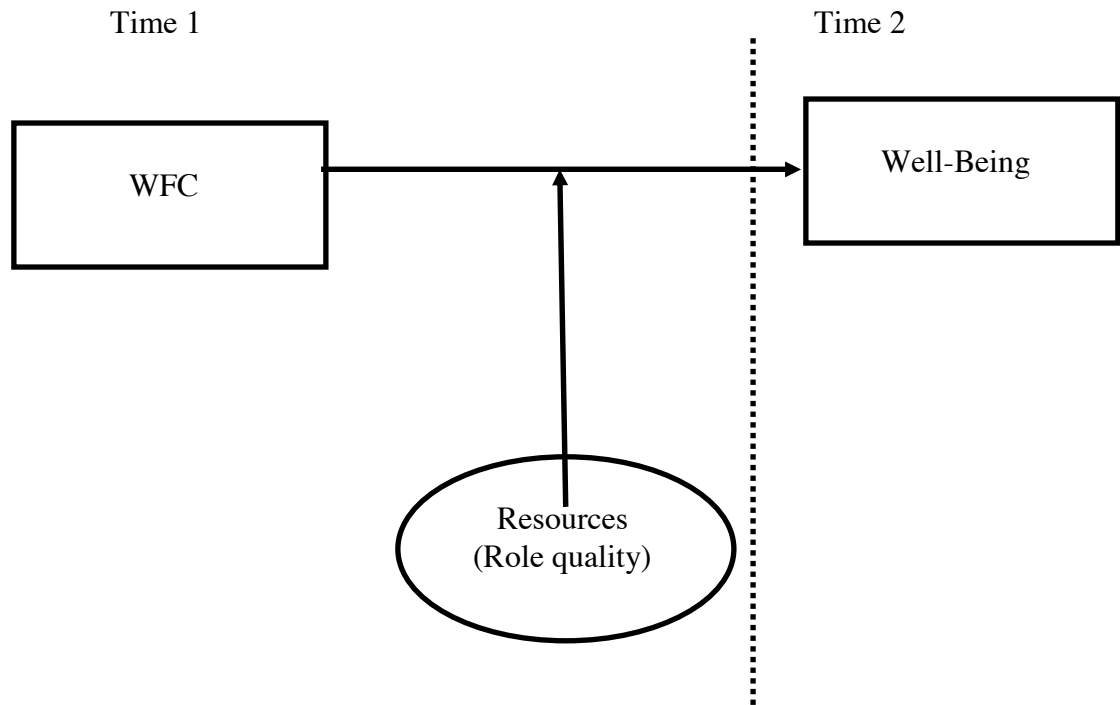 Time 1
Time 2
WFC
Well-Being
Resources
(Role quality)